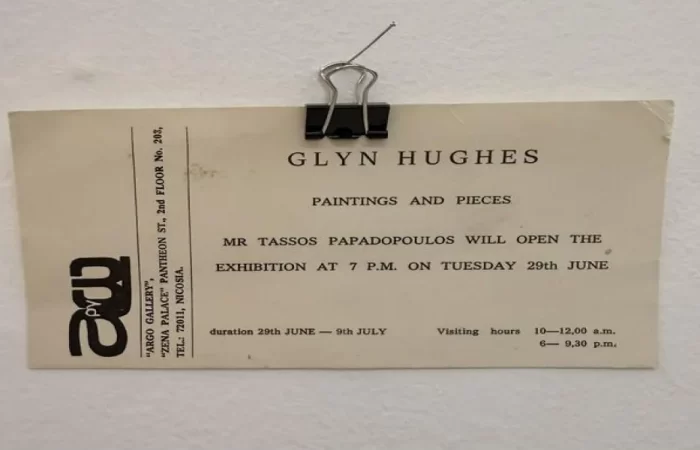 "ARGO GALLERY",
"ZENA PALACE" PANTHEON ST., 2nd FLOOR No. 203,
TEL: 72011, NICOSIA.
GLYN HUGHES
PAINTINGS AND PIECES
MR TASSOS PAPADOPOULOS WILL OPEN THE
EXHIBITION AT 7 P.M. ON TUESDAY 29th JUNE
duration 29th JUNE — 9th JULY
Visiting hours 10—12,00 a.m.
6— 9,30 p.m.